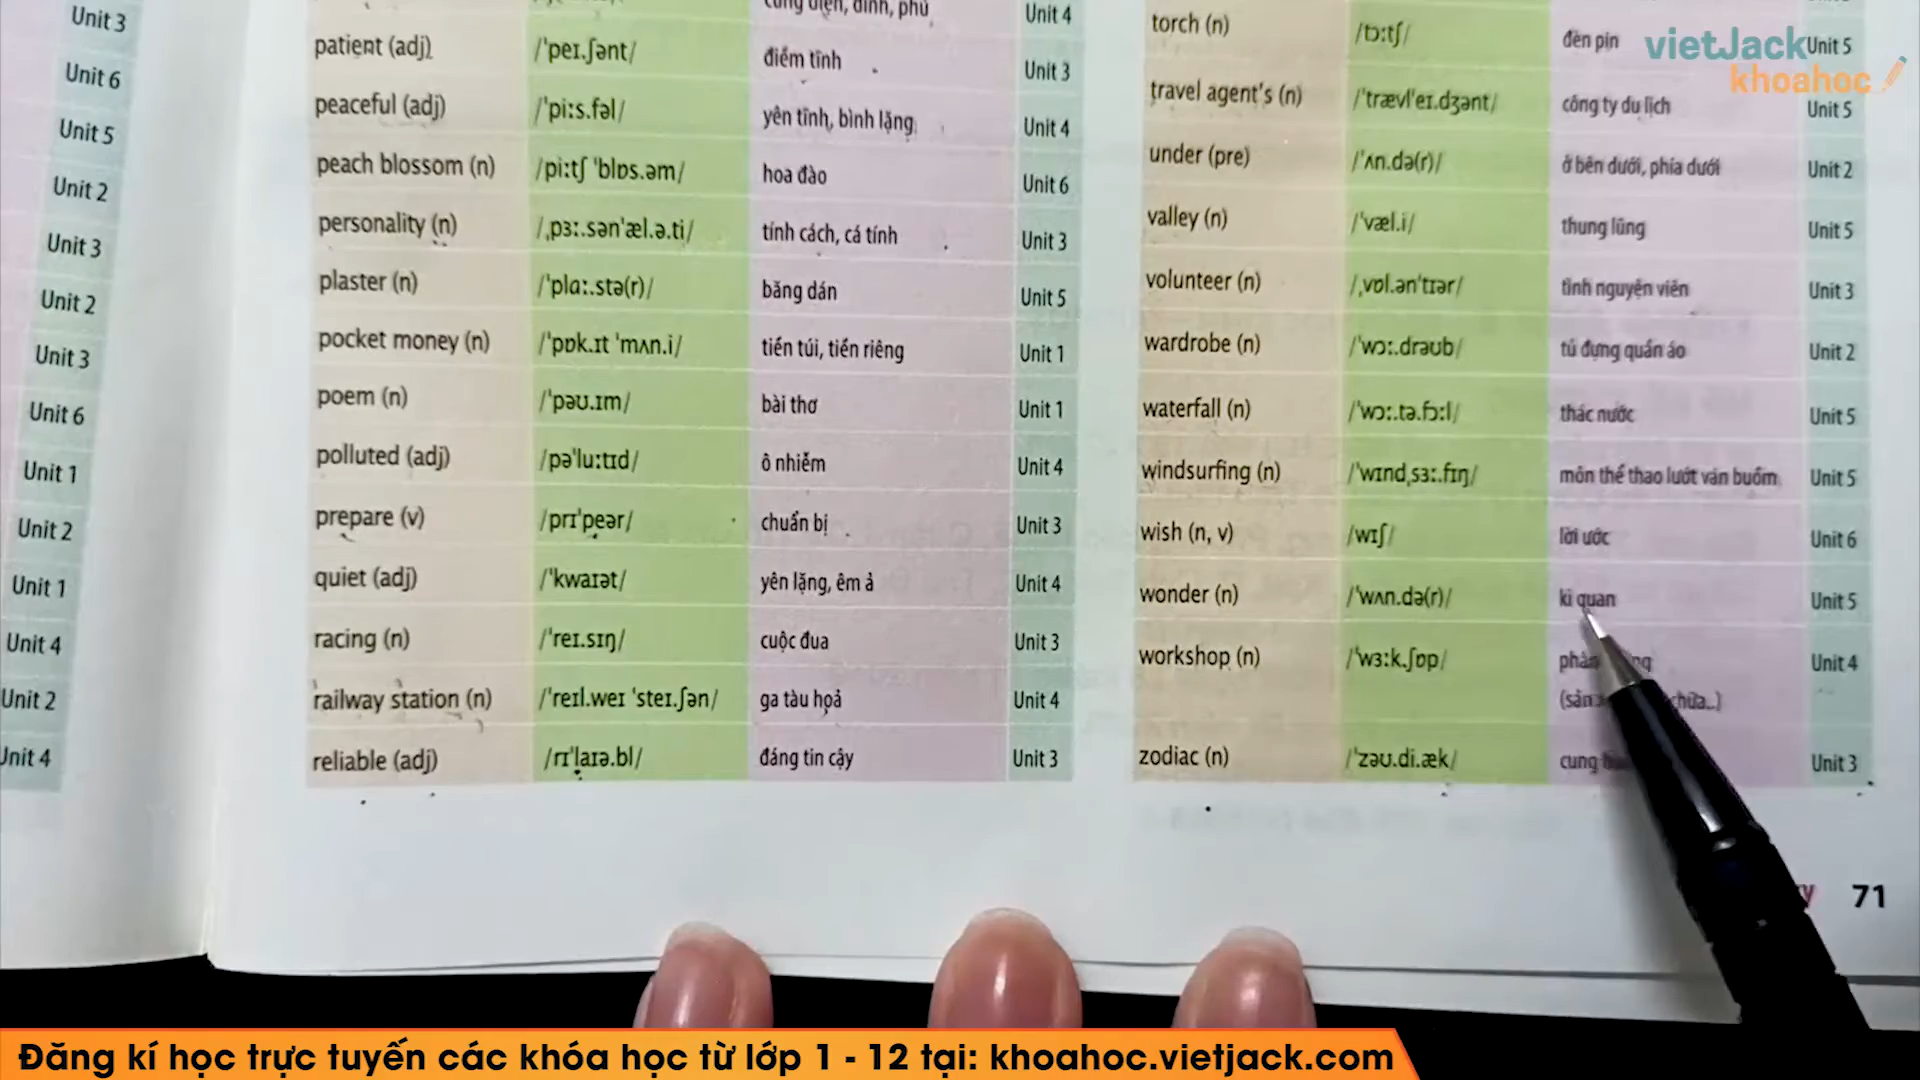 Unit 3
Unit 6
Unit 5
Unit 2
Unit 3
Unit 2
Unit 3
Unit 6
Unit 1
Unit 2
Unit 1
Unit 4
Unit 2
Unit 4
Unit 4
patient (adj) /ˈpeɪ.ʃənt/ điềm tĩnh Unit 3
peaceful (adj) /ˈpiːs.fəl/ yên tĩnh, bình lặng Unit 4
peach blossom (n) /piːtʃ ˈblɒs.əm/ hoa đào Unit 6
personality (n) /ˌpɜː.sənˈæl.ə.ti/ tính cách, cá tính Unit 3
plaster (n) /ˈplɑː.stə(r)/ băng dán Unit 5
pocket money (n) /ˈpɒk.ɪt ˈmʌn.i/ tiền túi, tiền riêng Unit 1
poem (n) /ˈpəʊ.ɪm/ bài thơ Unit 1
polluted (adj) /pəˈluːtɪd/ ô nhiễm Unit 4
prepare (v) /prɪˈpeər/ chuẩn bị Unit 3
quiet (adj) /ˈkwaɪət/ yên lặng, êm ả Unit 4
racing (n) /ˈreɪ.sɪŋ/ cuộc đua Unit 3
railway station (n) /ˈreɪl.weɪ ˈsteɪ.ʃən/ ga tàu hoả Unit 4
reliable (adj) /rɪˈlaɪə.bl/ đáng tin cậy Unit 3
torch (n) /tɔːtʃ/ đèn pin Unit 5
travel agent's (n) /ˈtrævlˈeɪ.dʒənt/ công ty du lịch Unit 5
under (pre) /ˈʌn.də(r)/ ở bên dưới, phía dưới Unit 2
valley (n) /ˈvæl.i/ thung lũng Unit 5
volunteer (n) /ˌvɒl.ənˈtɪər/ tình nguyện viên Unit 3
wardrobe (n) /ˈwɔː.drəʊb/ tủ đựng quần áo Unit 2
waterfall (n) /ˈwɔː.tə.fɔːl/ thác nước Unit 5
windsurfing (n) /ˈwɪndˌsɜː.fɪŋ/ môn thể thao lướt ván buồm Unit 5
wish (n, v) /wɪʃ/ lời ước Unit 6
wonder (n) /ˈwʌn.də(r)/ kì quan Unit 5
workshop (n) /ˈwɜːk.ʃɒp/ Unit 4
zodiac (n) /ˈzəʊ.di.æk/ cung Unit 3
71
vietJack
khoahoc
Đăng kí học trực tuyến các khóa học từ lớp 1 - 12 tại: khoahoc.vietjack.com